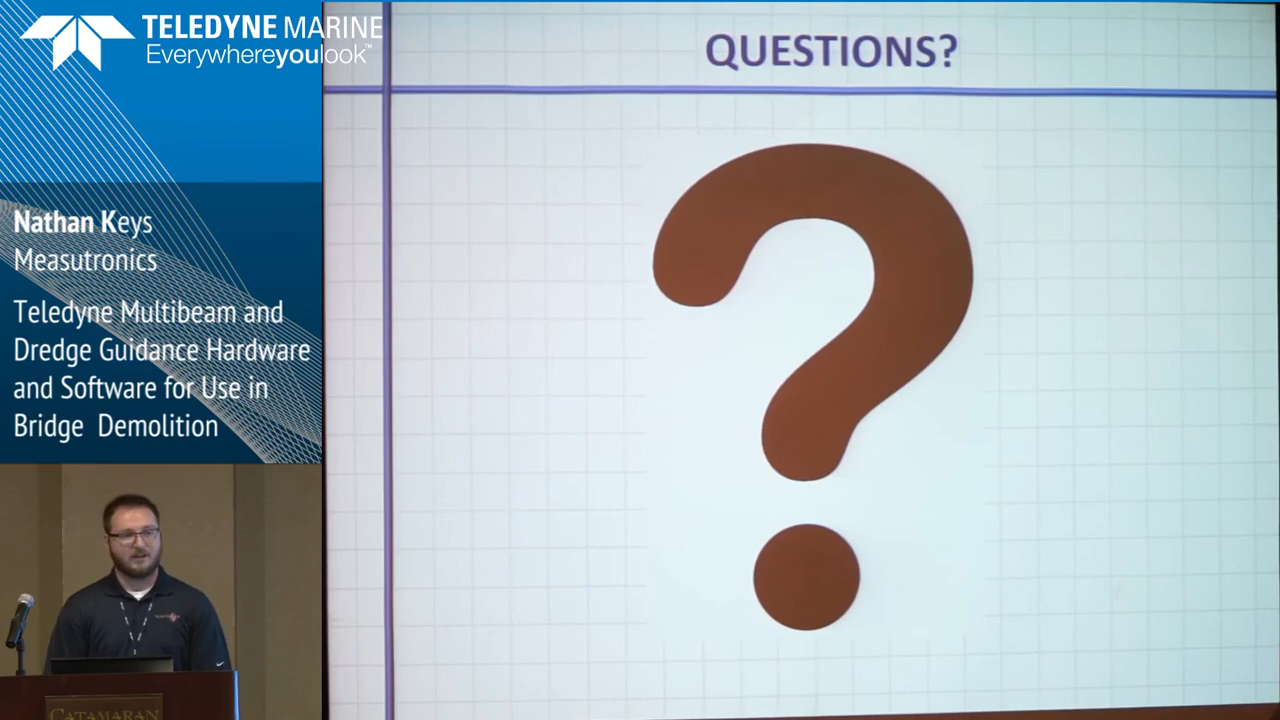 TELEDYNE MARINE
Everywhereyoulook™
Nathan Keys
Measutronics
Teledyne Multibeam and
Dredge Guidance Hardware
and Software for Use in
Bridge Demolition
QUESTIONS?
?
CATAMARAN